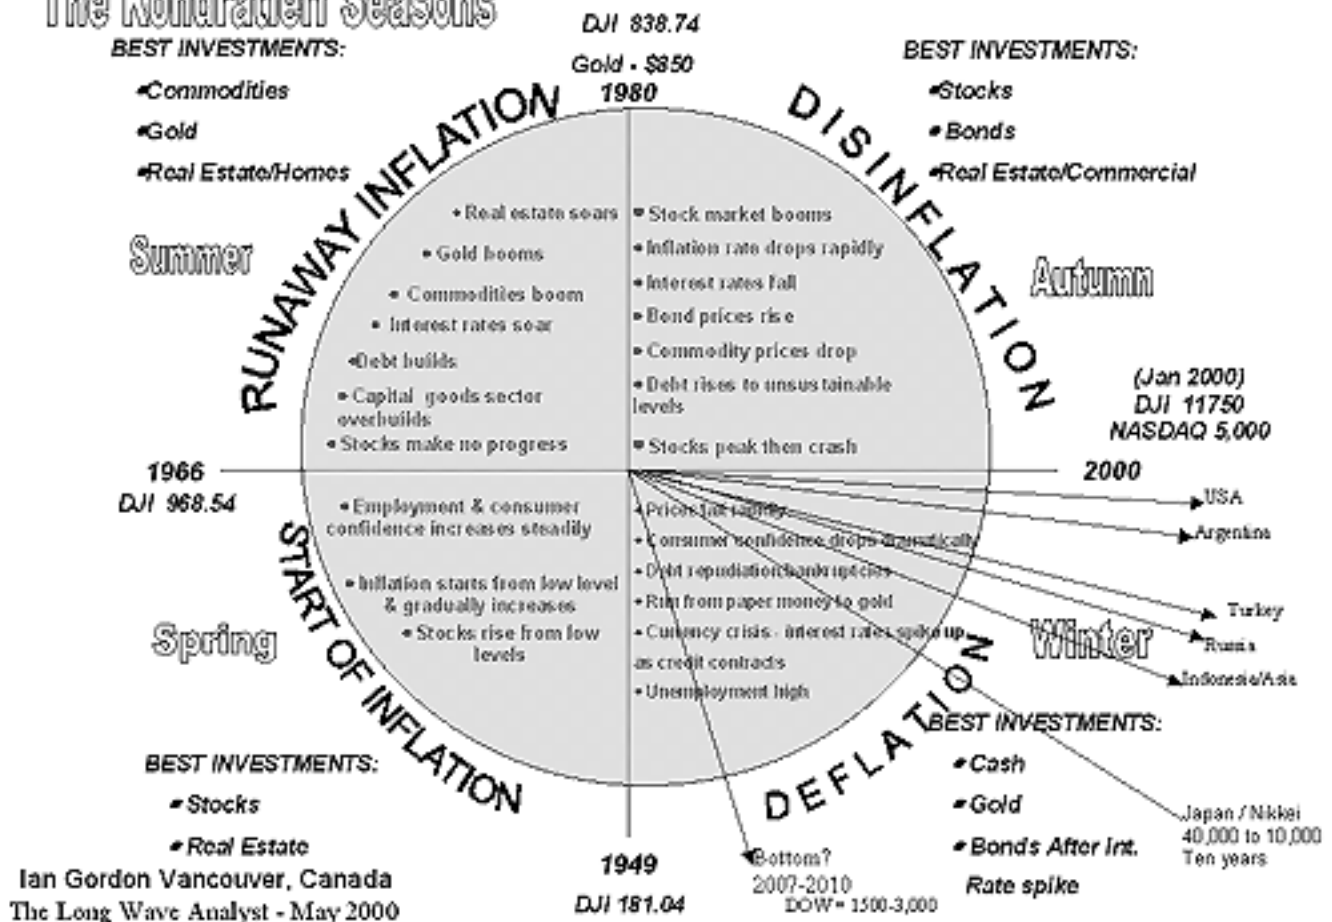 The Kondratieff Seasons
DJI 838.74
Gold - $850
1980
BEST INVESTMENTS:
•Commodities
•Gold
•Real Estate/Homes
BEST INVESTMENTS:
•Stocks
• Bonds
•Real Estate/Commercial
RUNAWAY INFLATION
DISINFLATION
Summer
Autumn
• Real estate soars
• Gold booms
• Commodities boom
• Interest rates soar
•Debt builds
• Capital goods sector
overbuilds
• Stocks make no progress
• Stock market booms
• Inflation rate drops rapidly
• Interest rates fall
• Bond prices rise
• Commodity prices drop
• Debt rises to unsustainable
levels
• Stocks peak then crash
(Jan 2000)
DJI 11750
NASDAQ 5,000
1966
DJI 968.54
2000
• Employment & consumer
confidence increases steadily
• Inflation starts from low level
& gradually increases
• Stocks rise from low
levels
• Prices fall rapidly
• Consumer confidence drops dramatically
• Debt repudiation/bankruptcies
• Run from paper money to gold
• Currency crisis - interest rates spike up
as credit contracts
• Unemployment high
USA
Argentina
Turkey
Russia
Indonesia/Asia
START OF INFLATION
DEFLATION
Spring
Winter
BEST INVESTMENTS:
• Stocks
• Real Estate
BEST INVESTMENTS:
• Cash
• Gold
• Bonds After Int.
Rate spike
Japan / Nikkei
40,000 to 10,000
Ten years
Bottom?
2007-2010
DOW = 1500-3,000
1949
DJI 181.04
Ian Gordon Vancouver, Canada
The Long Wave Analyst - May 2000